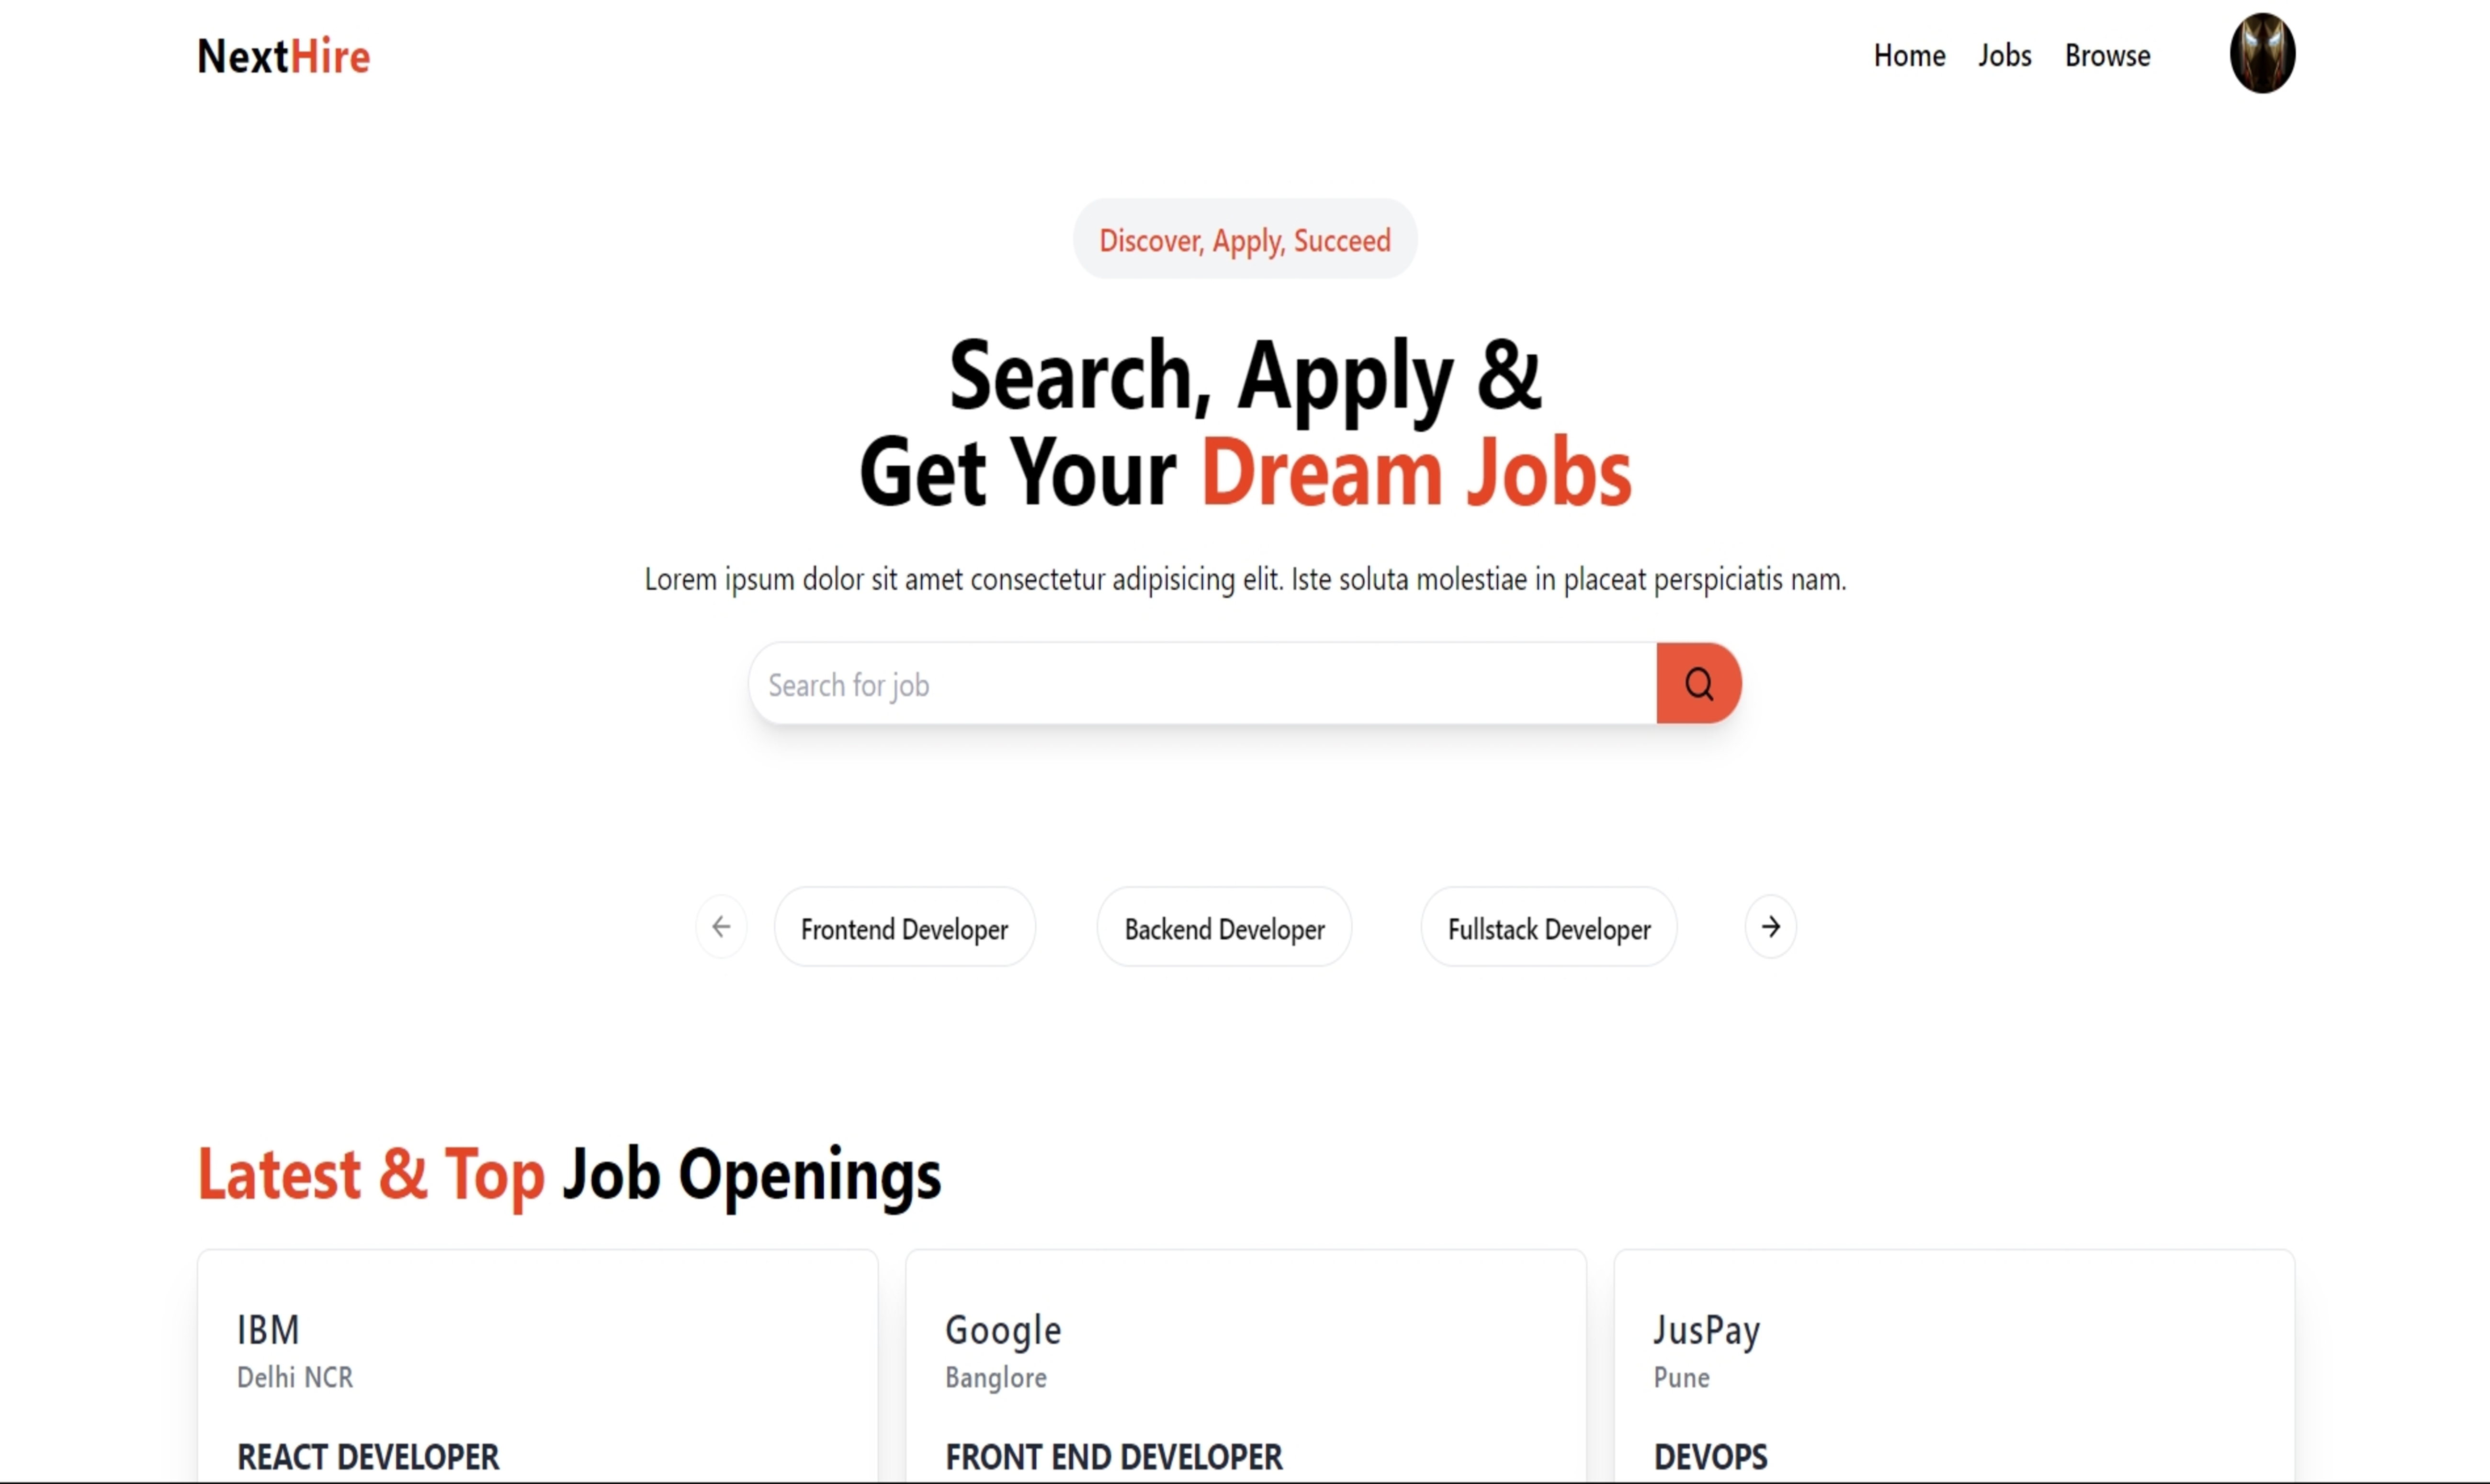 NextHire
Home Jobs Browse
Discover, Apply, Succeed
Search, Apply &
Get Your Dream Jobs
Lorem ipsum dolor sit amet consectetur adipisicing elit. Iste soluta molestiae in placeat perspiciatis nam.
Search for job
Frontend Developer Backend Developer Fullstack Developer
Latest & Top Job Openings
IBM Google JusPay
Delhi NCR Banglore Pune
REACT DEVELOPER FRONT END DEVELOPER DEVOPS